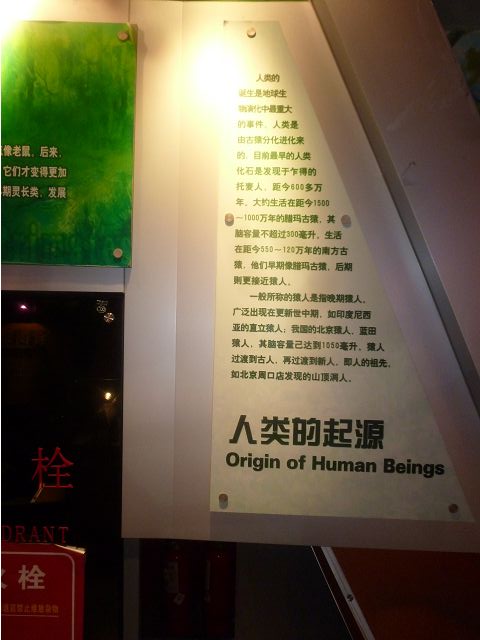 像老鼠，后来，
它们才变得更加
期灵长类，发展
人类的
诞生是地球生
物演化中最重大
的事件，人类是
由古猿分化进化来
的，目前最早的人类
化石是发现于乍得的
托麦人，距今600多万
年，大约生活在距今1500
～1000万年的腊玛古猿，其
脑容量不超过300毫升，生活
在距今550～120万年的南方古
猿，他们早期像腊玛古猿，后期
则更接近猿人。
一般所称的猿人是指晚期猿人，
广泛出现在更新世中期，如印度尼西
亚的直立猿人；我国的北京猿人，蓝田
猿人，其脑容量已达到1050毫升，猿人
过渡到古人，再过渡到新人，即人的祖先，
如北京周口店发现的山顶洞人。
人类的起源
Origin of Human Beings
栓
DRANT
火栓